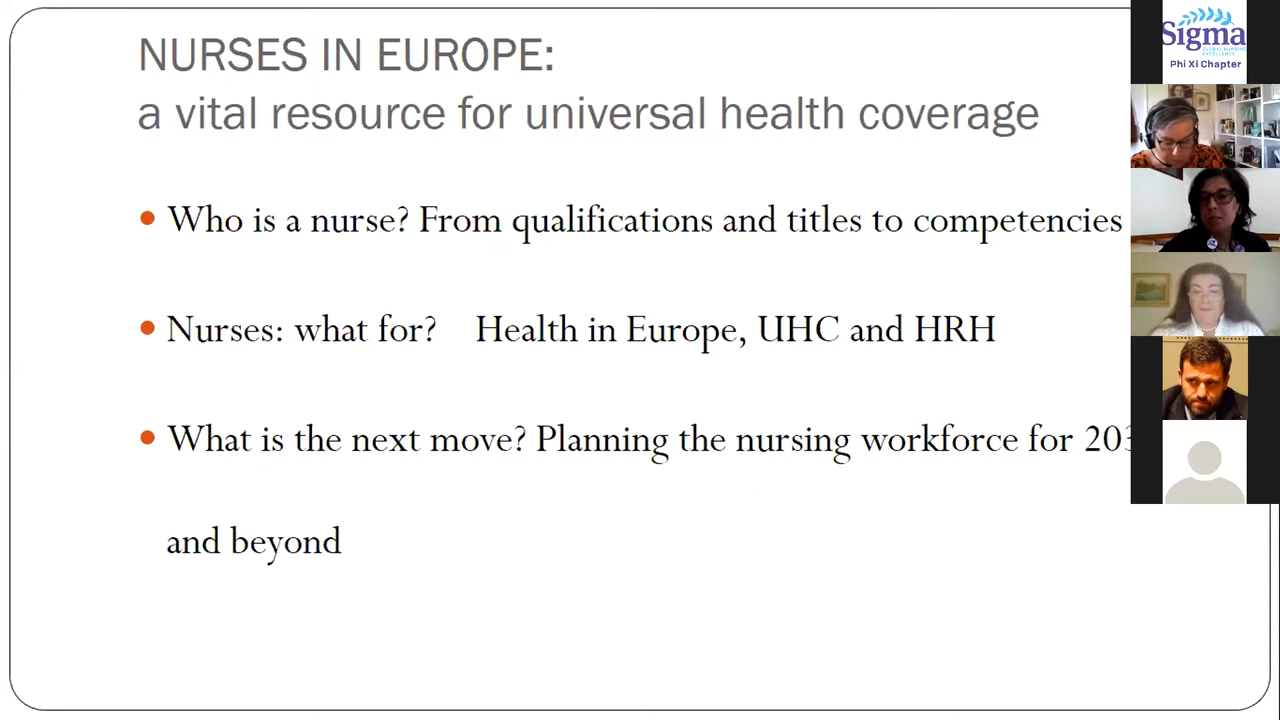 NURSES IN EUROPE:
a vital resource for universal health coverage
Who is a nurse? From qualifications and titles to competencies
Nurses: what for? Health in Europe, UHC and HRH
What is the next move? Planning the nursing workforce for
and beyond
Sigma
GLOBAL NURSING
EXCELLENCE
Phi Xi Chapter